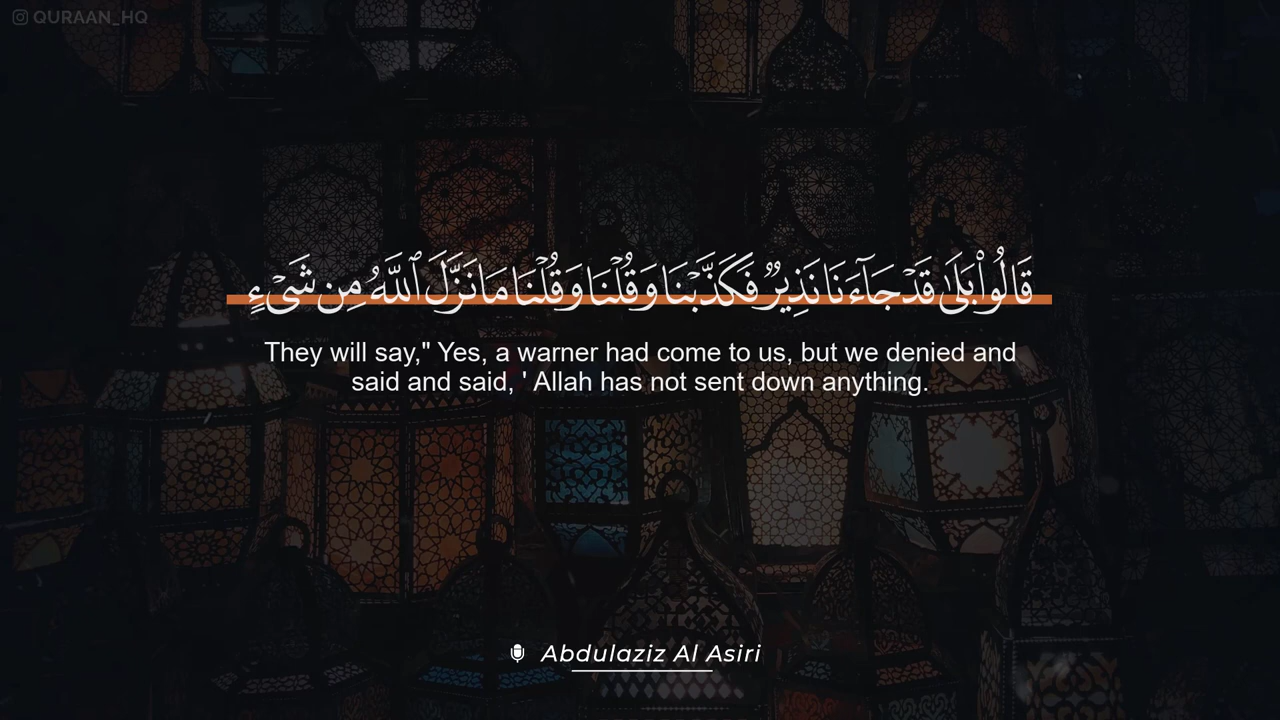 QURAAN_HQ
قَالُوا۟ بَلَىٰ قَدْ جَآءَنَا نَذِيرٌ فَكَذَّبْنَا وَقُلْنَا وَقُلْنَا مَا نَزَّلَ ٱللَّهُ مِن شَىْءٍ
They will say," Yes, a warner had come to us, but we denied and
said and said, ' Allah has not sent down anything.
Abdulaziz Al Asiri